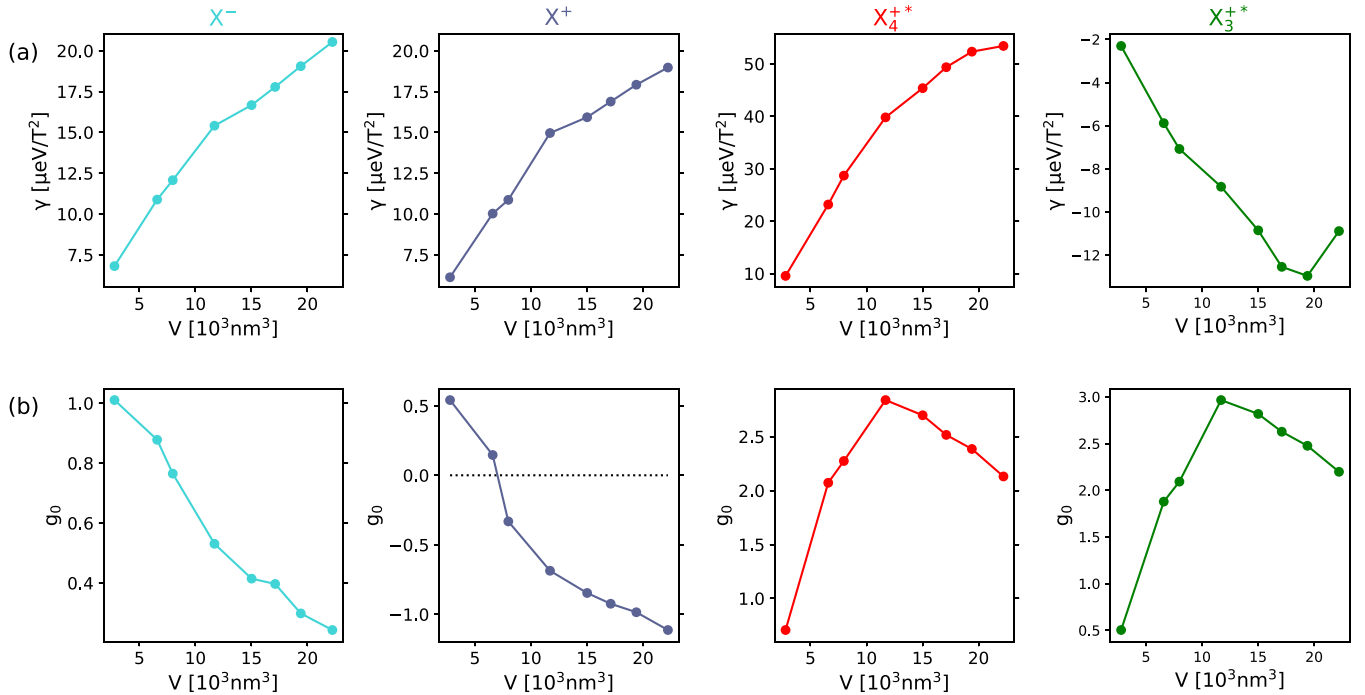 X⁻ X⁺ X₄⁺* X₃⁺*
(a)
γ [μeV/T²]
20.0
17.5
15.0
12.5
10.0
7.5
5 10 15 20
V [10³nm³]
γ [μeV/T²]
20.0
17.5
15.0
12.5
10.0
7.5
5 10 15 20
V [10³nm³]
γ [μeV/T²]
50
40
30
20
10
5 10 15 20
V [10³nm³]
γ [μeV/T²]
−2
−4
−6
−8
−10
−12
5 10 15 20
V [10³nm³]
(b)
g₀
1.0
0.8
0.6
0.4
5 10 15 20
V [10³nm³]
g₀
0.5
0.0
−0.5
−1.0
5 10 15 20
V [10³nm³]
g₀
2.5
2.0
1.5
1.0
5 10 15 20
V [10³nm³]
g₀
3.0
2.5
2.0
1.5
1.0
0.5
5 10 15 20
V [10³nm³]